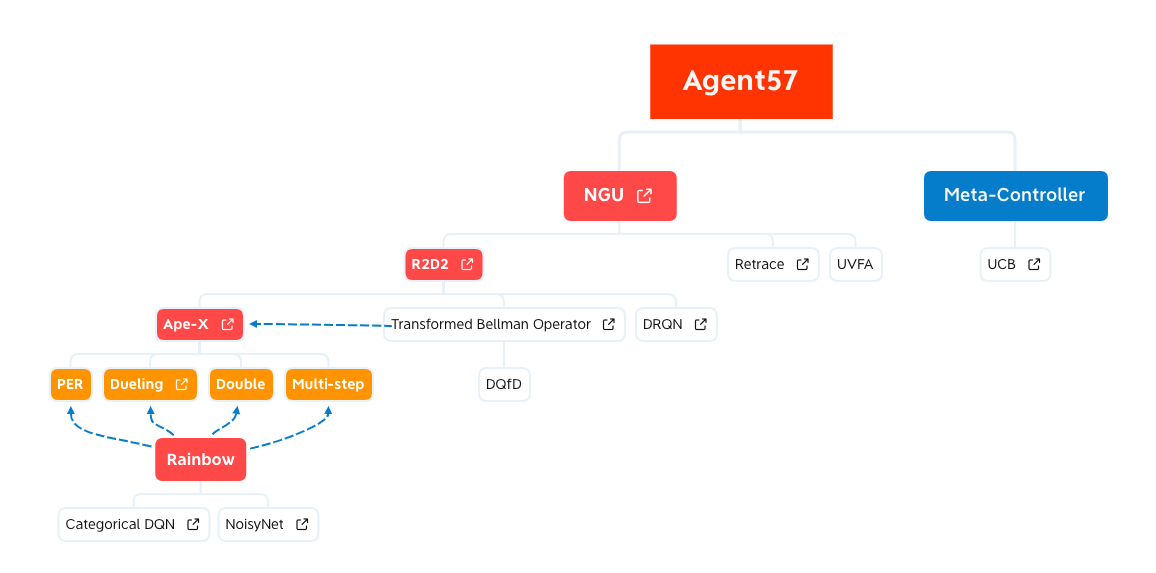 Agent57
NGU
Meta-Controller
R2D2
Retrace
UVFA
UCB
Ape-X
Transformed Bellman Operator
DRQN
PER
Dueling
Double
Multi-step
DQfD
Rainbow
Categorical DQN
NoisyNet